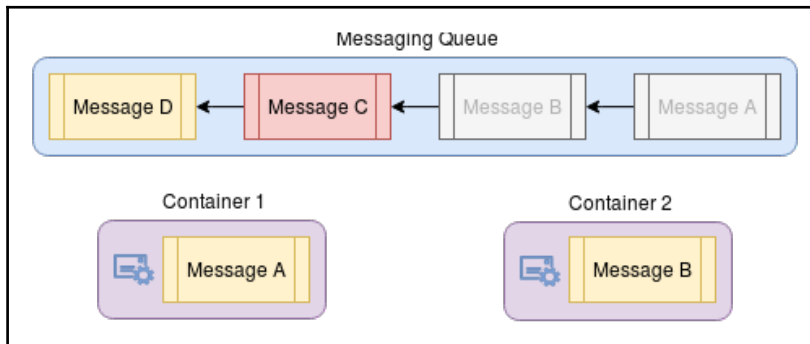 Messaging Queue
Message D
Message C
Message B
Message A
Container 1
Container 2
Message A
Message B